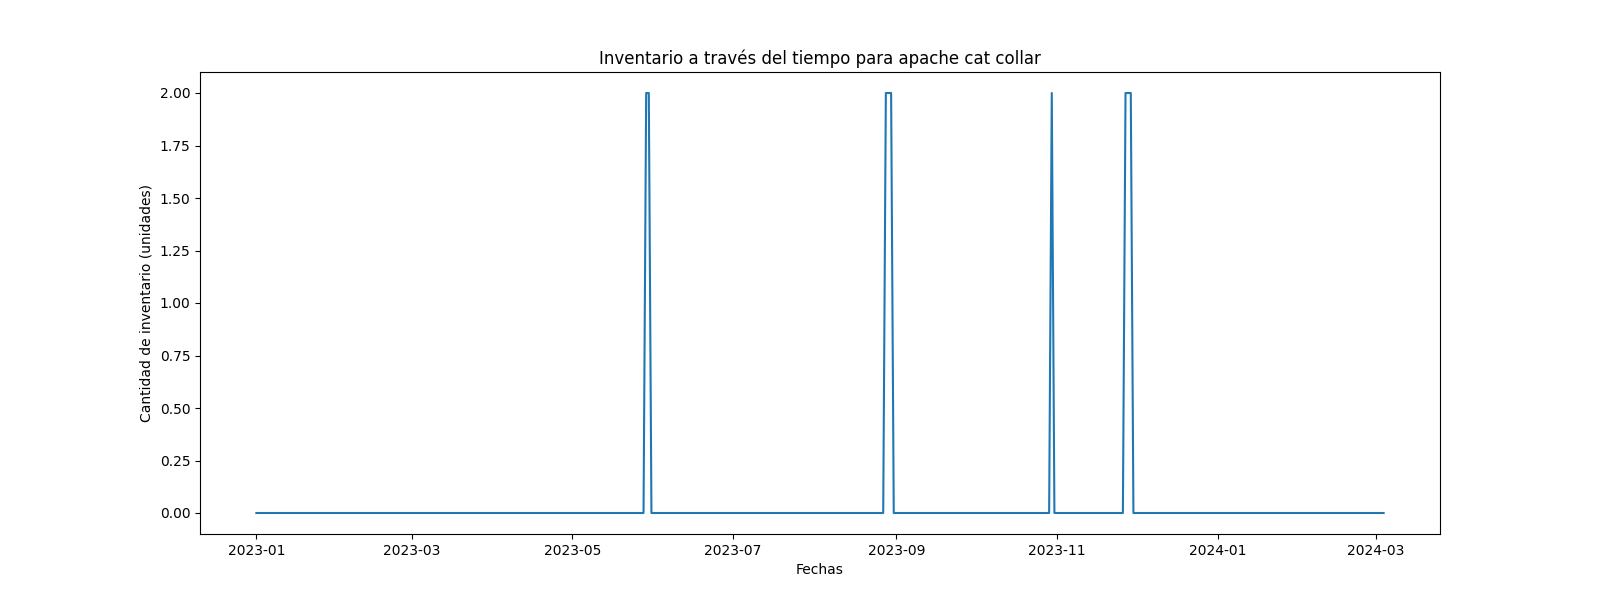 Inventario a través del tiempo para apache cat collar
Cantidad de inventario (unidades)
2.00
1.75
1.50
1.25
1.00
0.75
0.50
0.25
0.00
2023-01 2023-03 2023-05 2023-07 2023-09 2023-11 2024-01 2024-03
Fechas